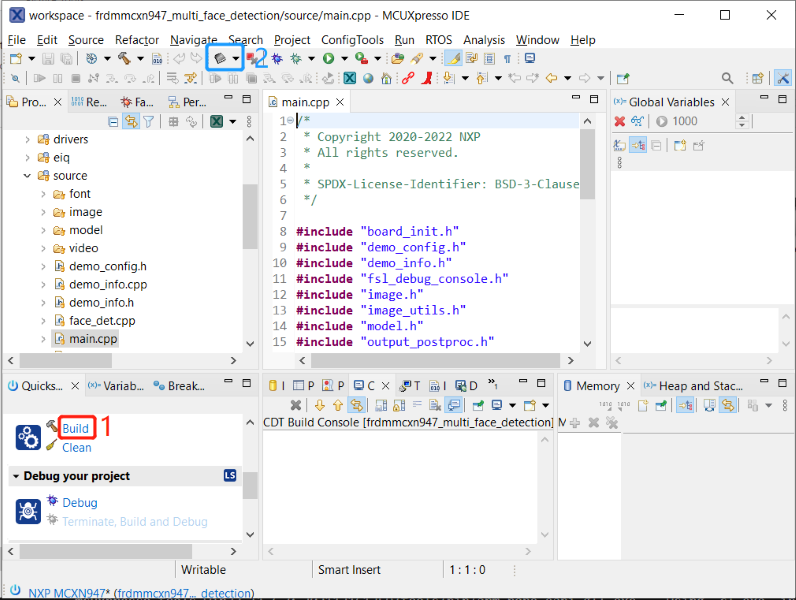 workspace - frdmmcxn947_multi_face_detection/source/main.cpp - MCUXpresso IDE
File Edit Source Refactor Navigate Search Project ConfigTools Run RTOS Analysis Window Help
2
Pro... Re... Fa... Per...
main.cpp
Global Variables
1000
drivers
eiq
source
font
image
model
video
demo_config.h
demo_info.cpp
demo_info.h
face_det.cpp
main.cpp
1 /*
2 * Copyright 2020-2022 NXP
3 * All rights reserved.
4 *
5 * SPDX-License-Identifier: BSD-3-Clause
6 */
7
8 #include "board_init.h"
9 #include "demo_config.h"
10 #include "demo_info.h"
11 #include "fsl_debug_console.h"
12 #include "image.h"
13 #include "image_utils.h"
14 #include "model.h"
15 #include "output_postproc.h"
Quicks... (x)= Variab... Break...
Build 1
Clean
Debug your project LS
Debug
Terminate, Build and Debug
I P P C T I D »1
CDT Build Console [frdmmcxn947_multi_face_detection] M
Memory (x)= Heap and Stac...
Writable Smart Insert 1 : 1 : 0
NXP MCXN947* (frdmmcxn947... detection)